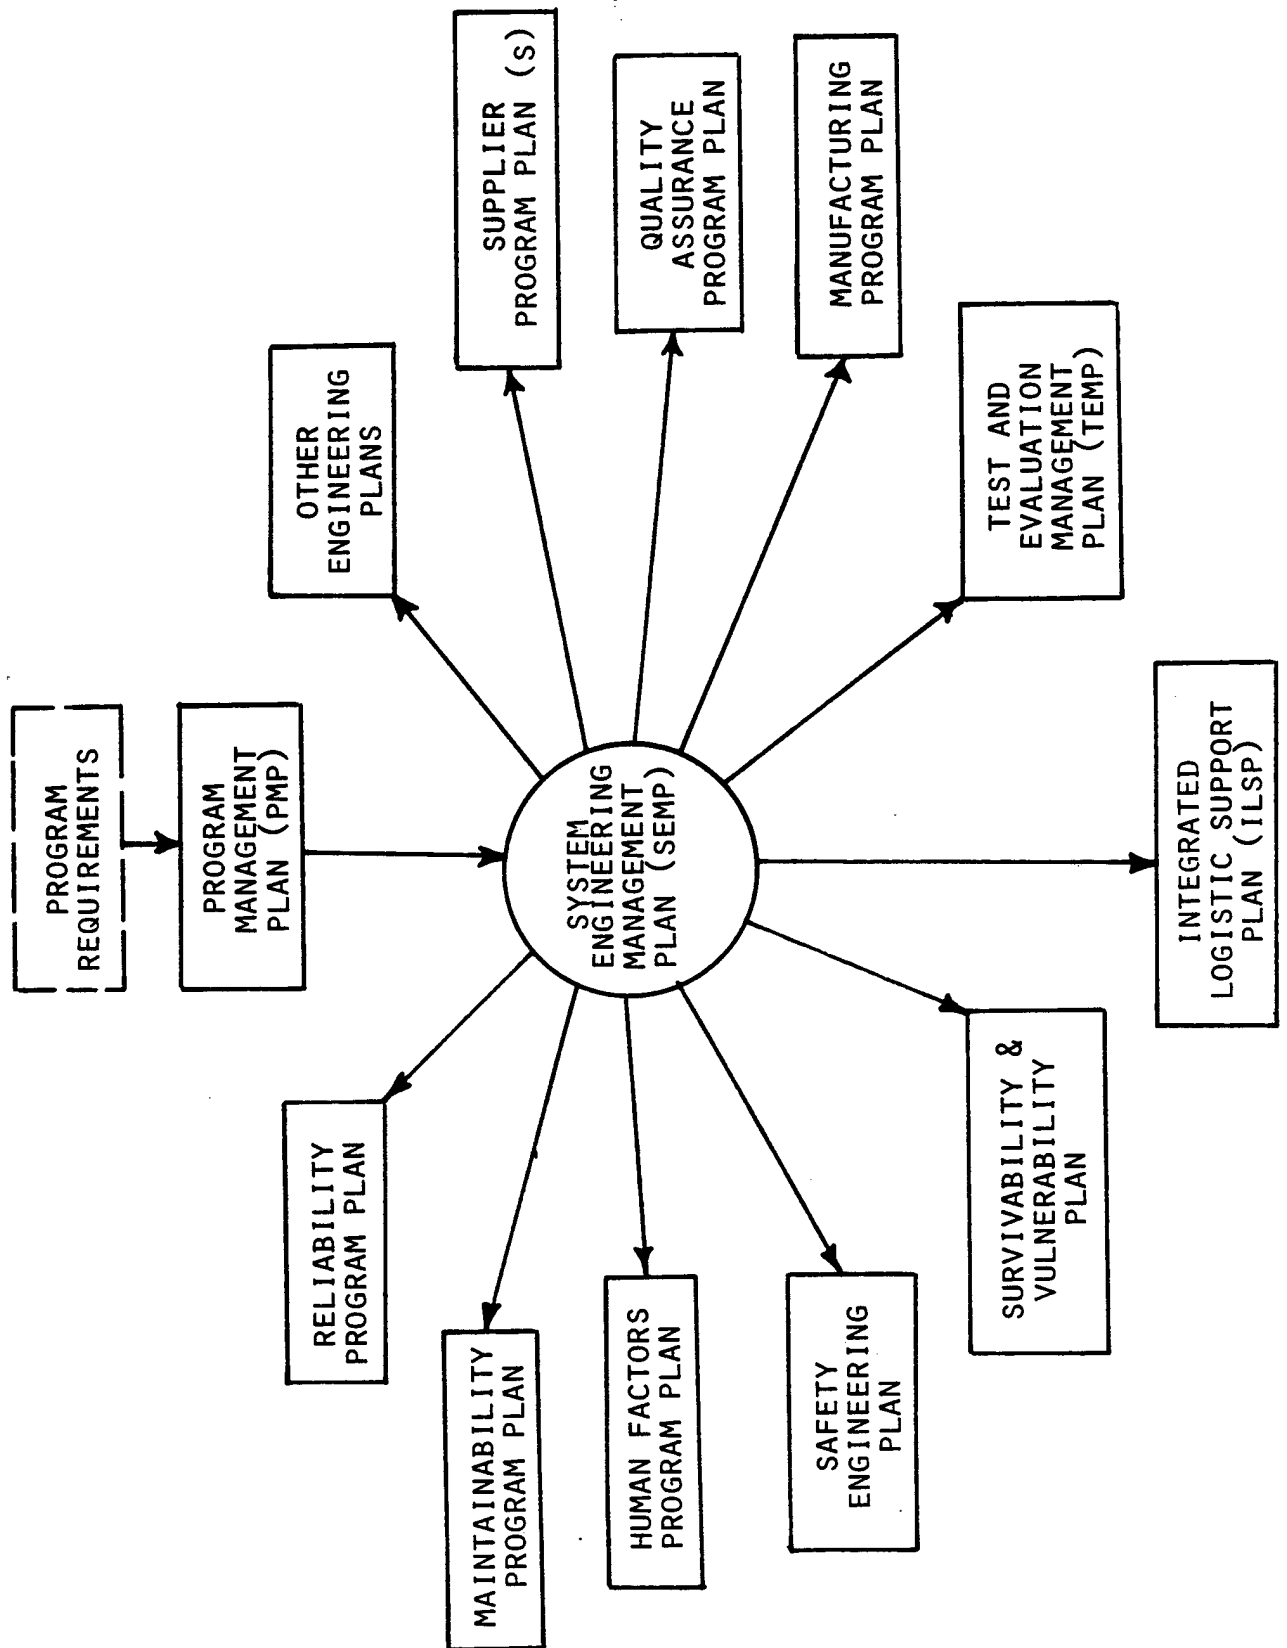 PROGRAM
REQUIREMENTS
PROGRAM
MANAGEMENT
PLAN (PMP)
SYSTEM
ENGINEERING
MANAGEMENT
PLAN (SEMP)
RELIABILITY
PROGRAM PLAN
MAINTAINABILITY
PROGRAM PLAN
HUMAN FACTORS
PROGRAM PLAN
SAFETY
ENGINEERING
PLAN
SURVIVABILITY &
VULNERABILITY
PLAN
INTEGRATED
LOGISTIC SUPPORT
PLAN (ILSP)
TEST AND
EVALUATION
MANAGEMENT
PLAN (TEMP)
MANUFACTURING
PROGRAM PLAN
QUALITY
ASSURANCE
PROGRAM PLAN
SUPPLIER
PROGRAM PLAN (S)
OTHER
ENGINEERING
PLANS